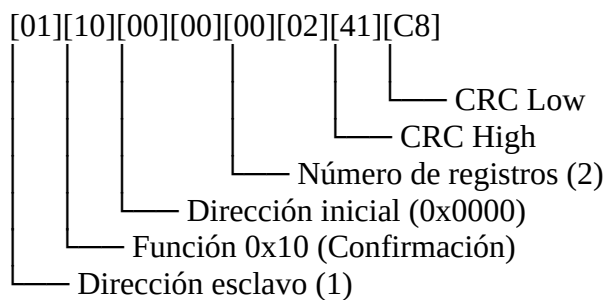 [01][10][00][00][00][02][41][C8]
CRC Low
CRC High
Número de registros (2)
Dirección inicial (0x0000)
Función 0x10 (Confirmación)
Dirección esclavo (1)